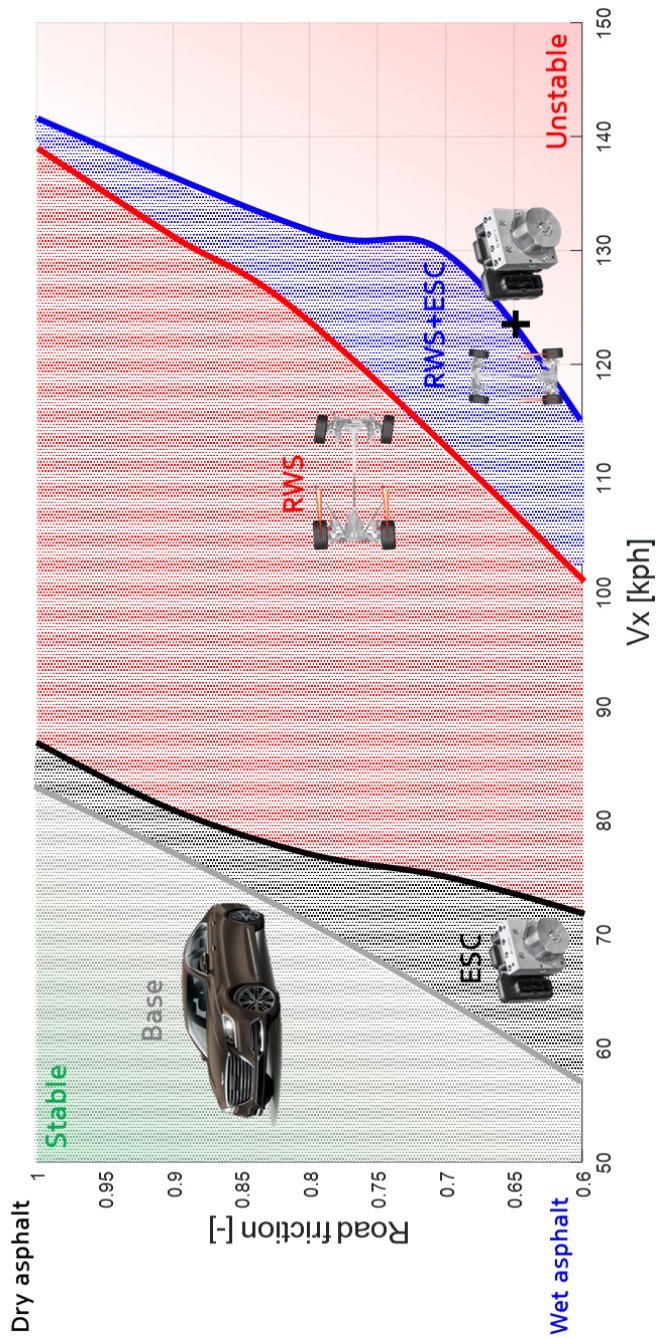 Dry asphalt
Road friction [-]
Wet asphalt
1
0.95
0.9
0.85
0.8
0.75
0.7
0.65
0.6
Stable
Base
ESC
RWS
RWS+ESC
+
Unstable
50
60
70
80
90
100
110
120
130
140
150
Vx [kph]